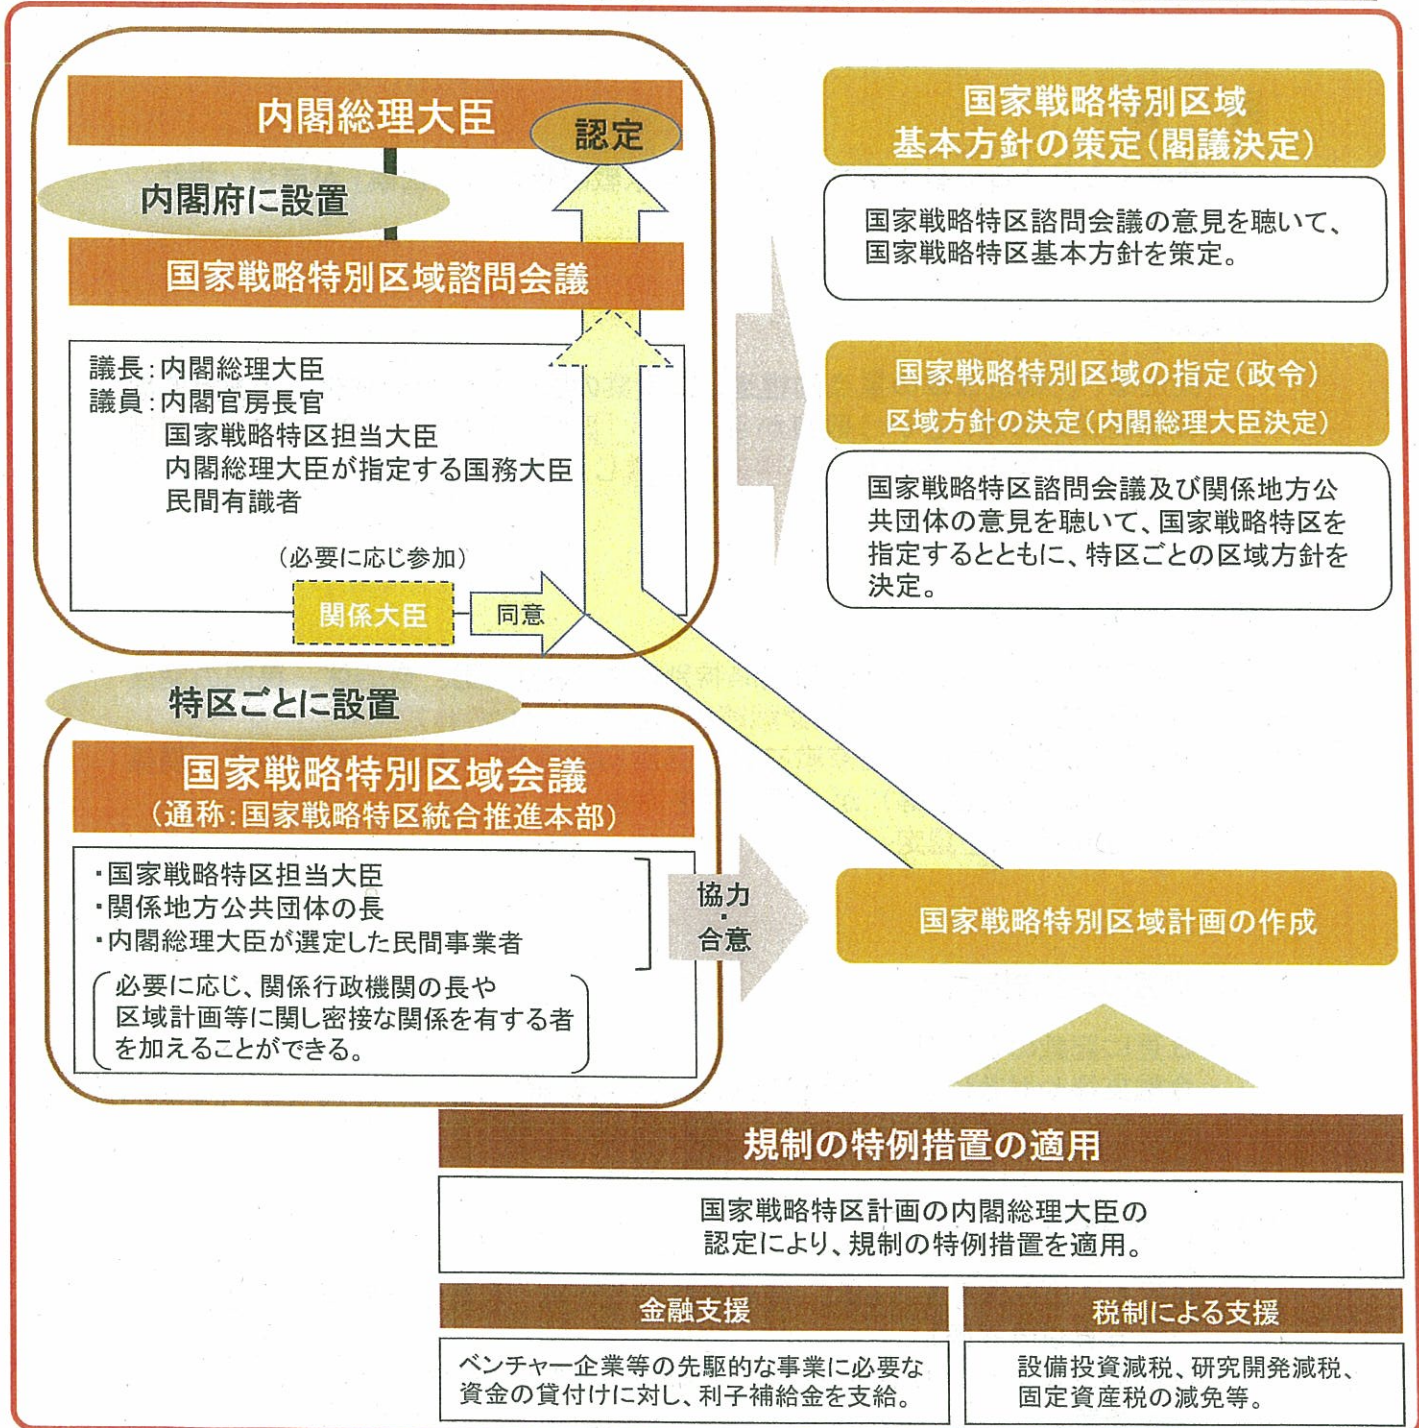 内閣総理大臣
認定
内閣府に設置
国家戦略特別区域諮問会議
議長：内閣総理大臣
議員：内閣官房長官
国家戦略特区担当大臣
内閣総理大臣が指定する国務大臣
民間有識者
（必要に応じ参加）
関係大臣
同意
国家戦略特別区域
基本方針の策定（閣議決定）
国家戦略特区諮問会議の意見を聴いて、
国家戦略特区基本方針を策定。
国家戦略特別区域の指定（政令）
区域方針の決定（内閣総理大臣決定）
国家戦略特区諮問会議及び関係地方公
共団体の意見を聴いて、国家戦略特区を
指定するとともに、特区ごとの区域方針を
決定。
特区ごとに設置
国家戦略特別区域会議
（通称：国家戦略特区統合推進本部）
・国家戦略特区担当大臣
・関係地方公共団体の長
・内閣総理大臣が選定した民間事業者
必要に応じ、関係行政機関の長や
区域計画等に関し密接な関係を有する者
を加えることができる。
協力
・
合意
国家戦略特別区域計画の作成
規制の特例措置の適用
国家戦略特区計画の内閣総理大臣の
認定により、規制の特例措置を適用。
金融支援
ベンチャー企業等の先駆的な事業に必要な
資金の貸付けに対し、利子補給金を支給。
税制による支援
設備投資減税、研究開発減税、
固定資産税の減免等。